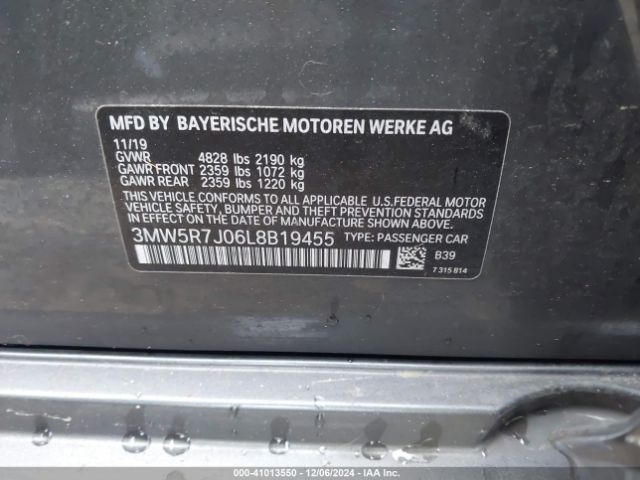 MFD BY BAYERISCHE MOTOREN WERKE AG
11/19
GVWR 4828 lbs 2190 kg
GAWR FRONT 2359 lbs 1072 kg
GAWR REAR 2359 lbs 1220 kg
THIS VEHICLE CONFORMS TO ALL APPLICABLE U.S.FEDERAL MOTOR
VEHICLE SAFETY, BUMPER, AND THEFT PREVENTION STANDARDS
IN EFFECT ON THE DATE OF MANUFACTURE SHOWN ABOVE.
3MW5R7J06L8B19455 TYPE: PASSENGER CAR
B39
7 315 814
000-41013550 • 12/06/2024 • IAA Inc.